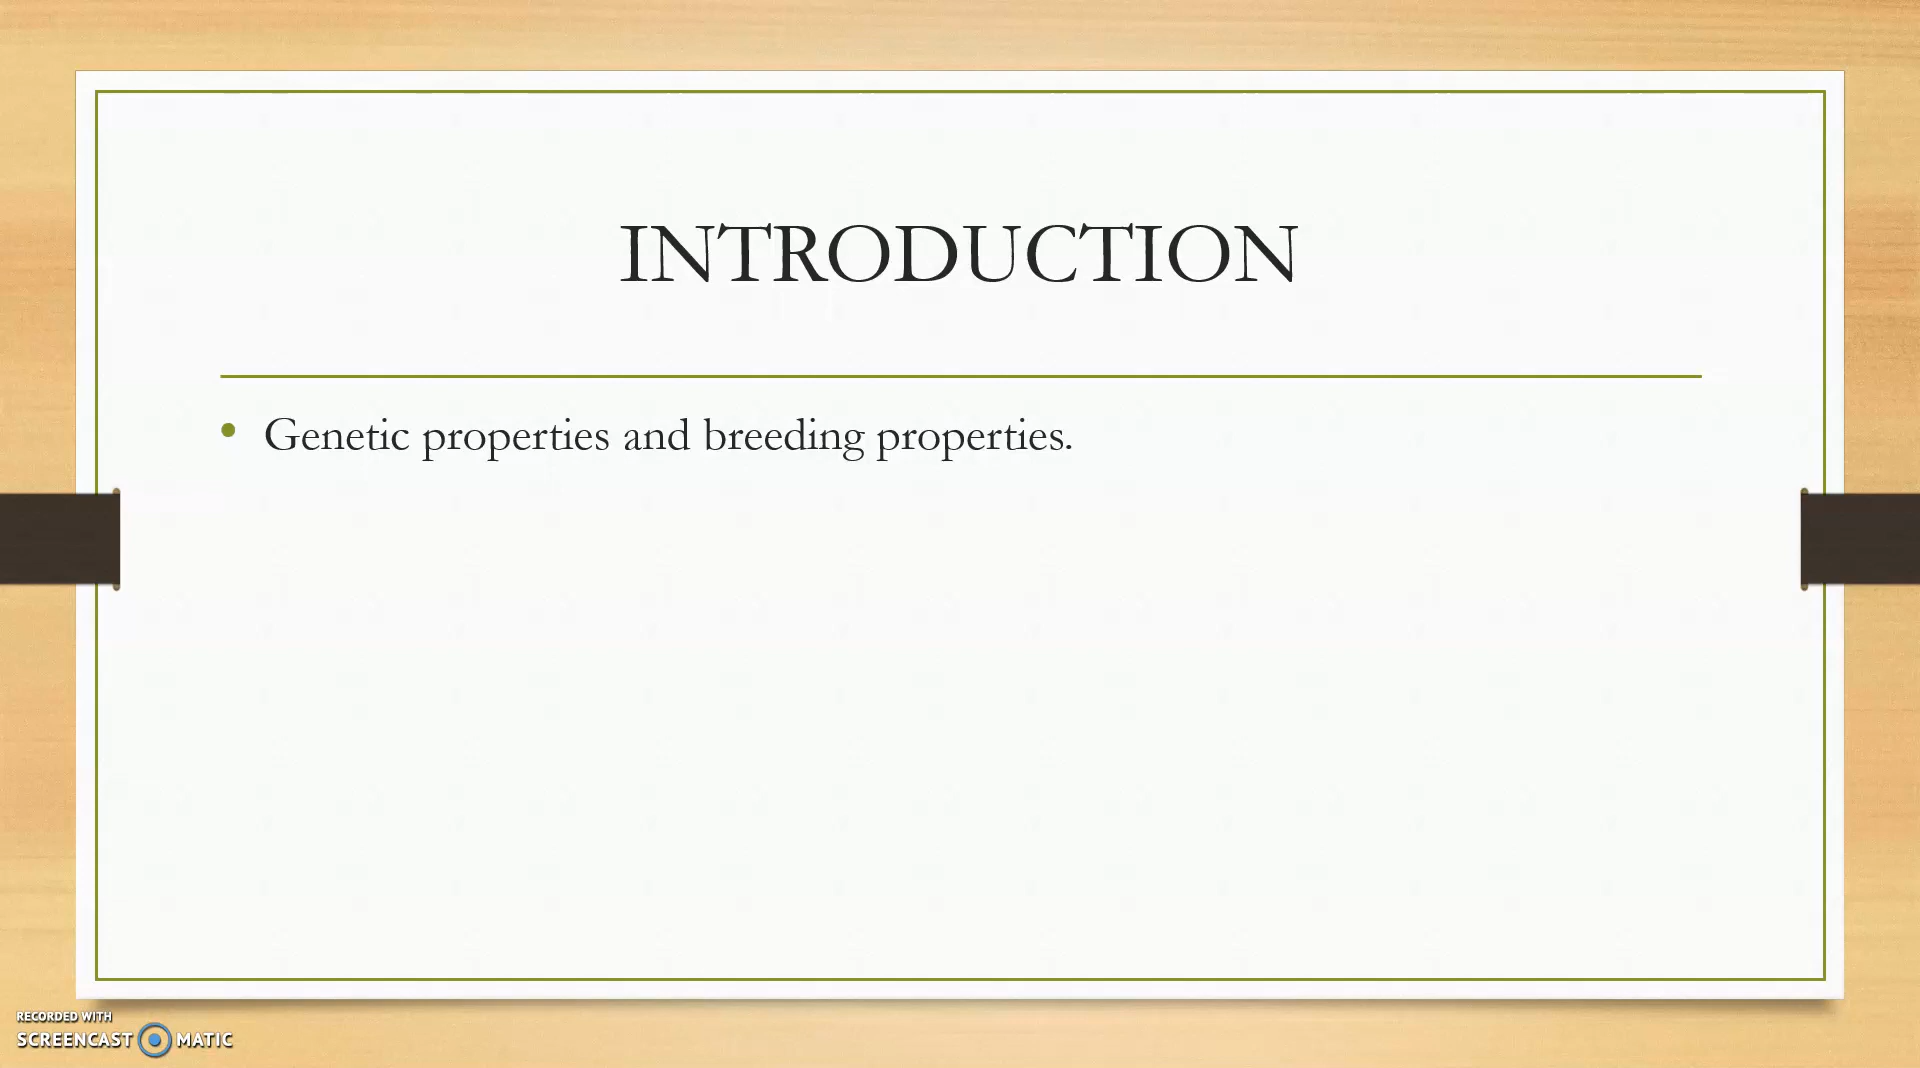 INTRODUCTION
• Genetic properties and breeding properties.
RECORDED WITH
SCREENCAST MATIC